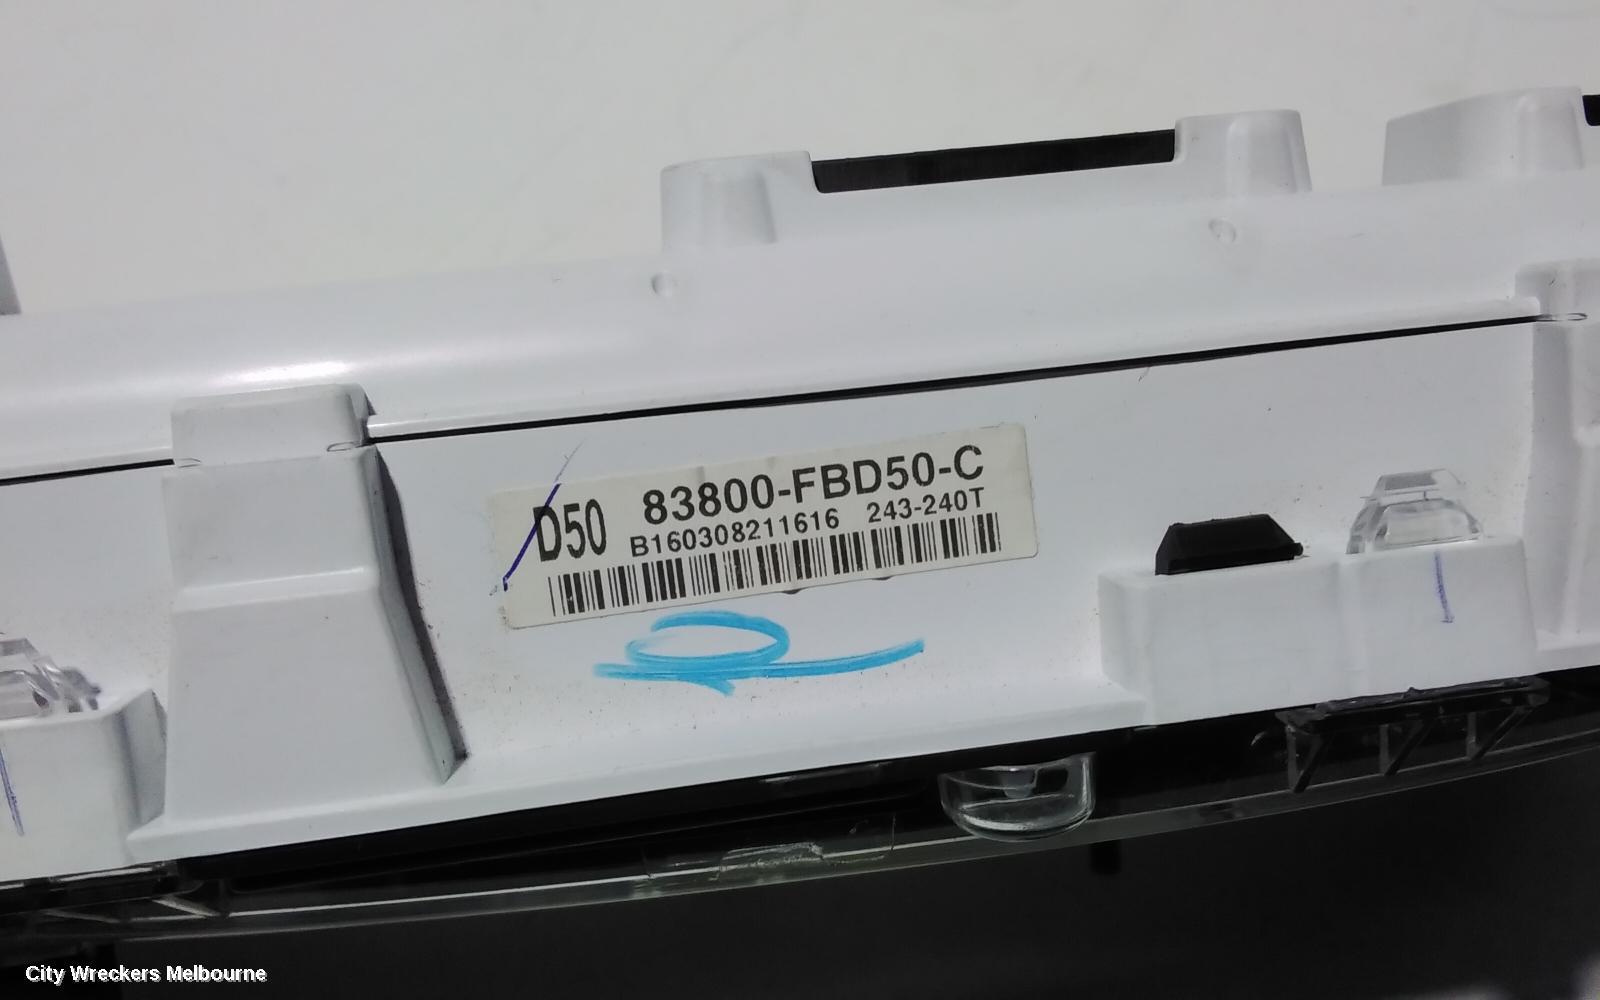 D50 83800-FBD50-C
B160308211616 243-240T
City Wreckers Melbourne